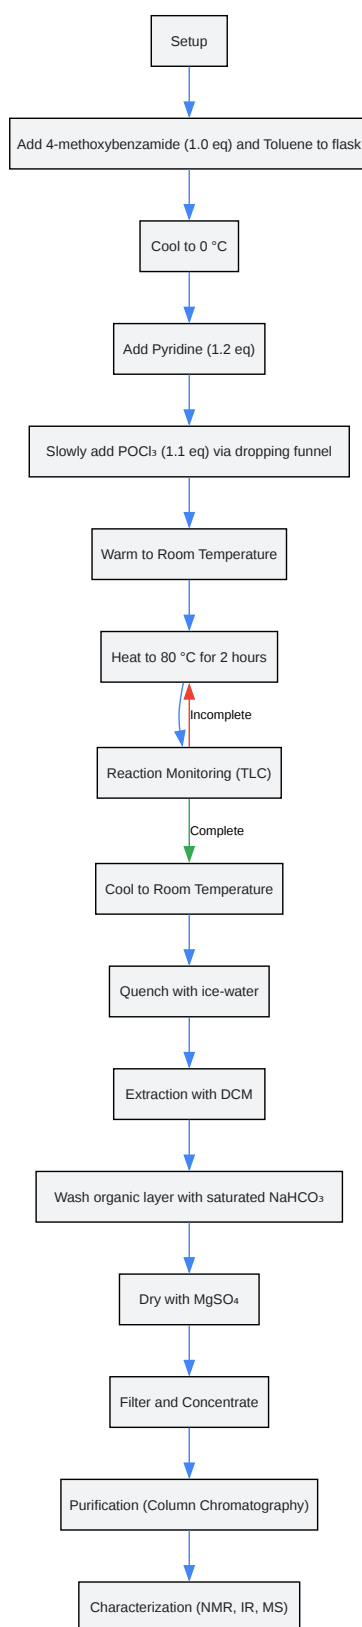 Setup
Add 4-methoxybenzamide (1.0 eq) and Toluene to flask
Cool to 0 °C
Add Pyridine (1.2 eq)
Slowly add POCl₃ (1.1 eq) via dropping funnel
Warm to Room Temperature
Heat to 80 °C for 2 hours
Incomplete
Reaction Monitoring (TLC)
Complete
Cool to Room Temperature
Quench with ice-water
Extraction with DCM
Wash organic layer with saturated NaHCO₃
Dry with MgSO₄
Filter and Concentrate
Purification (Column Chromatography)
Characterization (NMR, IR, MS)